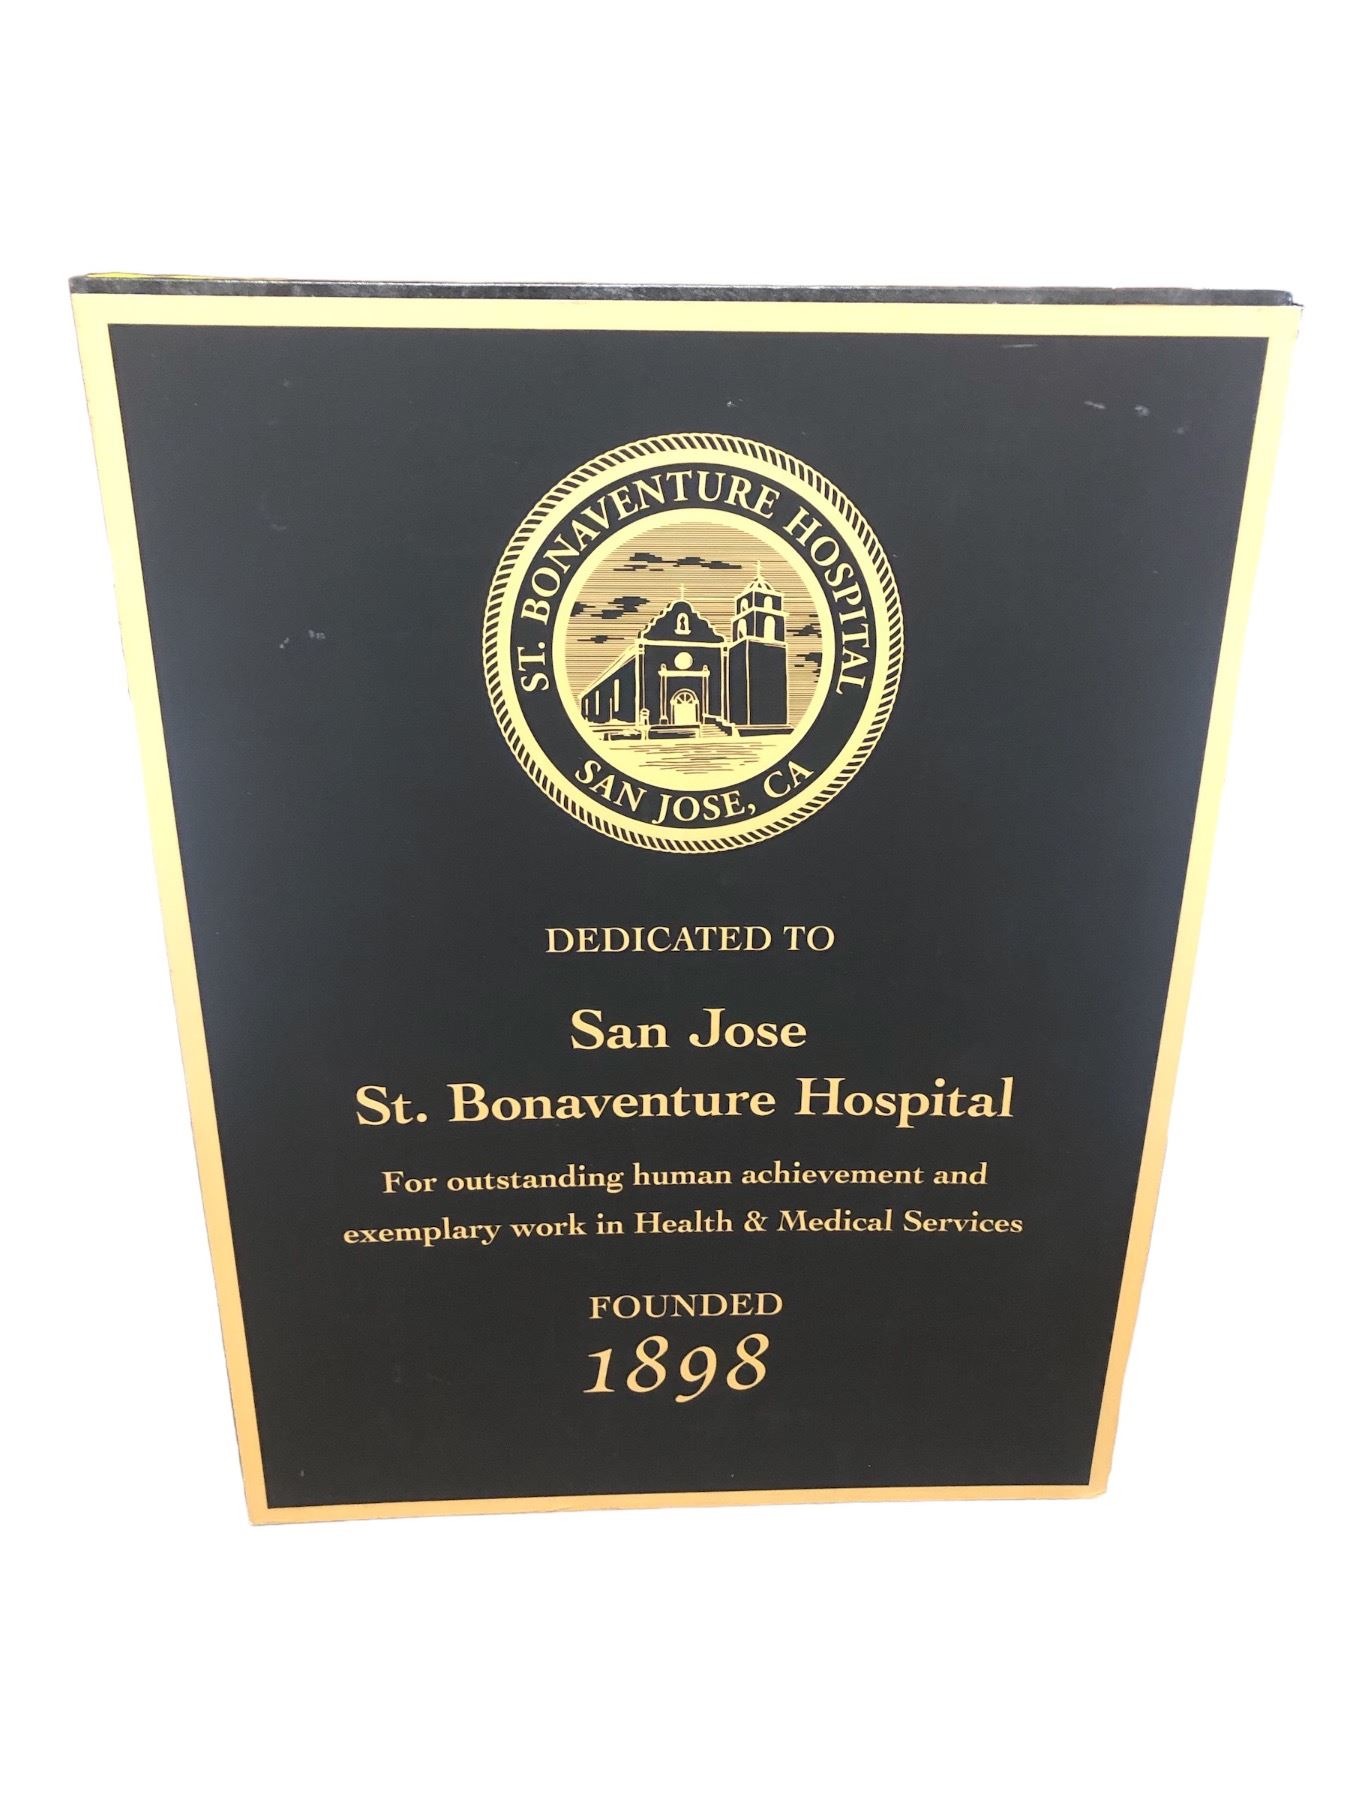 ST. BONAVENTURE HOSPITAL
SAN JOSE, CA
DEDICATED TO
San Jose
St. Bonaventure Hospital
For outstanding human achievement and
exemplary work in Health & Medical Services
FOUNDED
1898